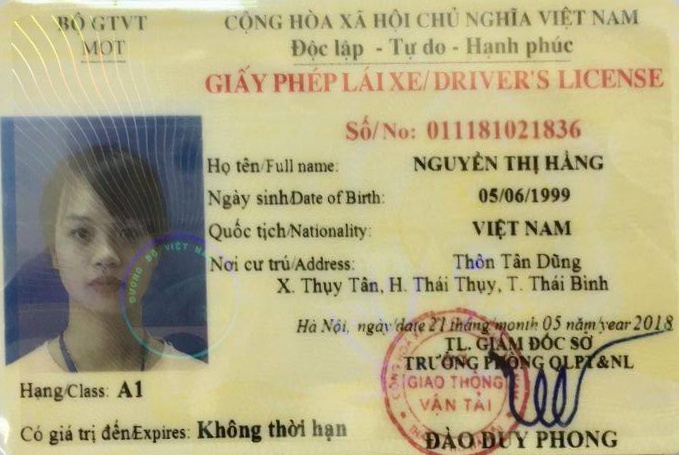 BỘ GTVT
MOT
CỘNG HÒA XÃ HỘI CHỦ NGHĨA VIỆT NAM
Độc lập - Tự do - Hạnh phúc
GIẤY PHÉP LÁI XE/DRIVER'S LICENSE
Số/No: 011181021836
Họ tên/Full name: NGUYỄN THỊ HẰNG
Ngày sinh/Date of Birth: 05/06/1999
Quốc tịch/Nationality: VIỆT NAM
Nơi cư trú/Address: Thôn Tân Dũng
X. Thụy Tân, H. Thái Thụy, T. Thái Bình
Hà Nội, ngày/date 21 tháng/month 05 năm/year 2018
TL. GIÁM ĐỐC SỞ
TRƯỞNG PHÒNG QLPT&NL
GIAO THÔNG
VẬN TẢI
ĐÀO DUY PHONG
Hạng/Class: A1
Có giá trị đến/Expires: Không thời hạn
ĐƯỜNG BỘ VIỆT NAM